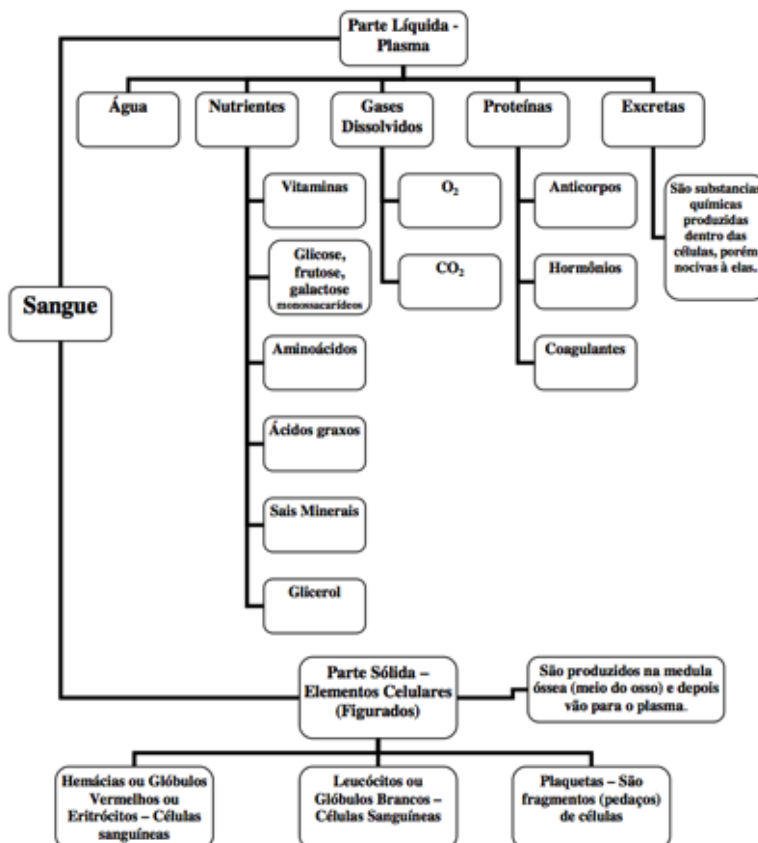 Parte Líquida -
Plasma
Água
Nutrientes
Gases
Dissolvidos
Proteínas
Excretas
Vitaminas
O₂
Anticorpos
São substancias
químicas
produzidas
dentro das
células, porém
nocivas à elas.
Glicose,
frutose,
galactose
monossacarídeos
CO₂
Hormônios
Sangue
Aminoácidos
Coagulantes
Ácidos graxos
Sais Minerais
Glicerol
Parte Sólida –
Elementos Celulares
(Figurados)
São produzidos na medula
óssea (meio do osso) e depois
vão para o plasma.
Hemácias ou Glóbulos
Vermelhos ou
Eritrócitos – Células
sanguíneas
Leucócitos ou
Glóbulos Brancos –
Células Sanguíneas
Plaquetas – São
fragmentos (pedaços)
de células